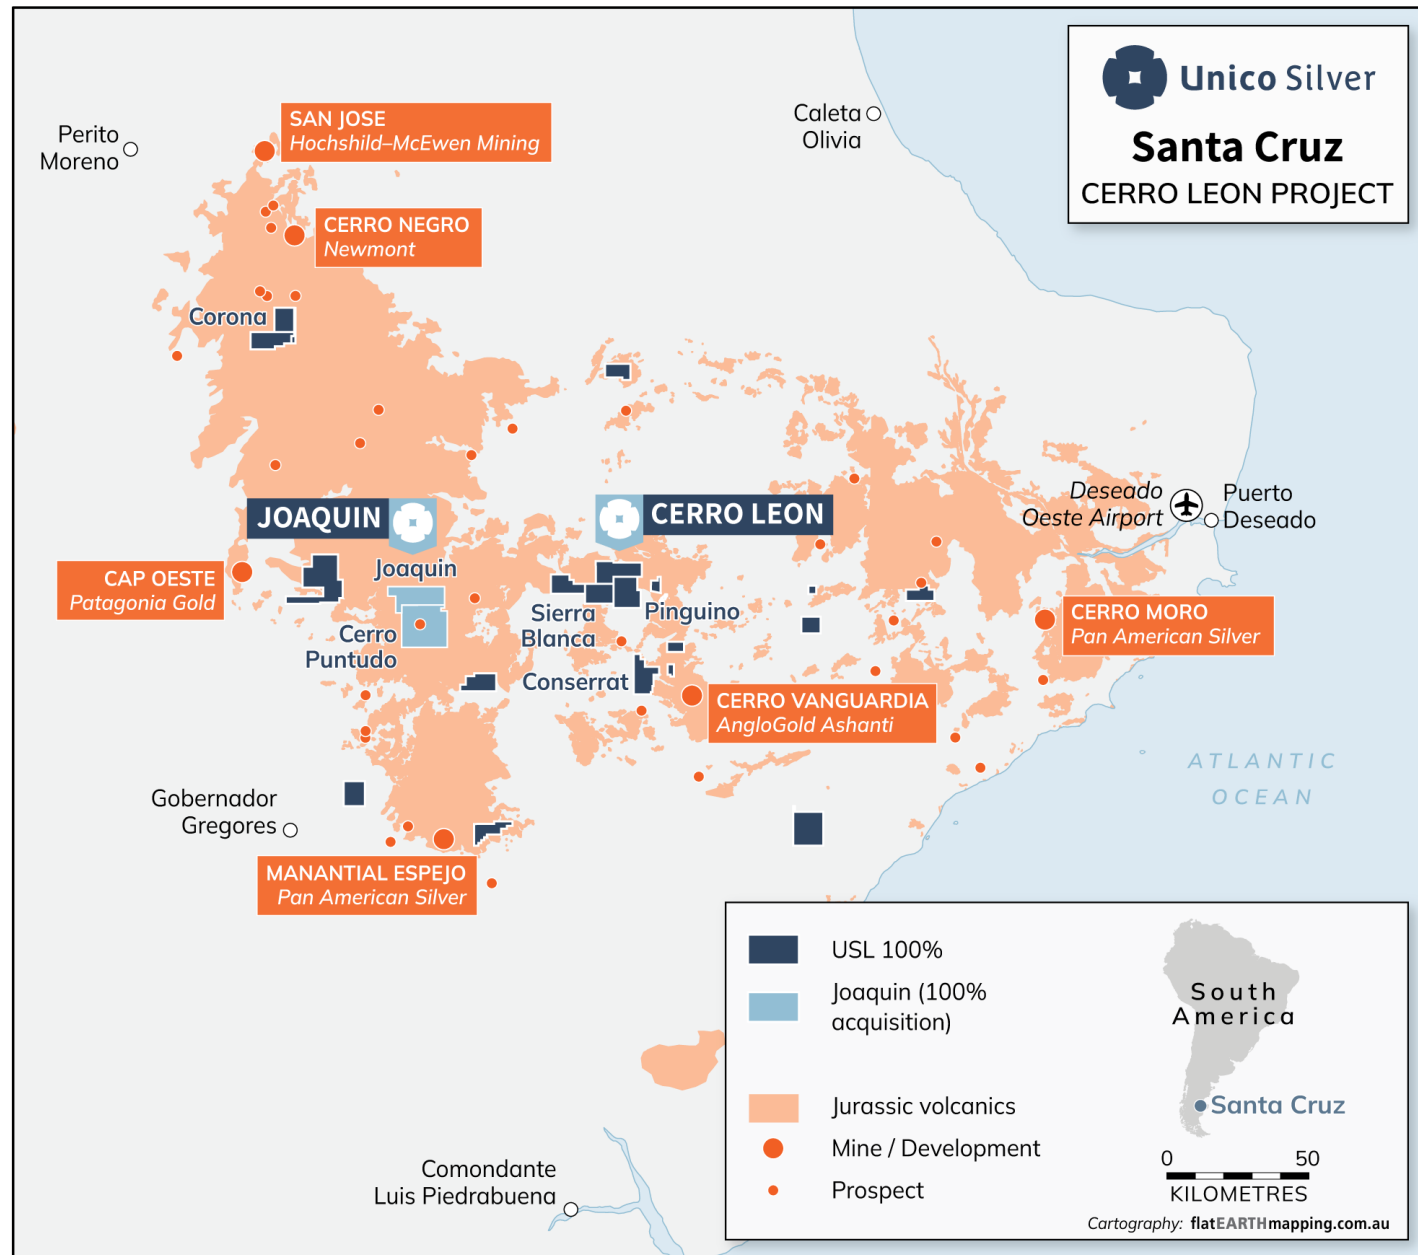 Unico Silver
Santa Cruz
CERRO LEON PROJECT
Caleta
Olivia
Perito
Moreno
SAN JOSE
Hochshild–McEwen Mining
CERRO NEGRO
Newmont
Corona
JOAQUIN
CERRO LEON
Deseado
Oeste Airport
Puerto
Deseado
CAP OESTE
Patagonia Gold
Joaquin
Cerro
Puntudo
Sierra
Blanca
Pinguino
Conserrat
CERRO MORO
Pan American Silver
CERRO VANGUARDIA
AngloGold Ashanti
ATLANTIC
OCEAN
Gobernador
Gregores
MANANTIAL ESPEJO
Pan American Silver
Comondante
Luis Piedrabuena
USL 100%
Joaquin (100%
acquisition)
Jurassic volcanics
Mine / Development
Prospect
South
America
Santa Cruz
0 50
KILOMETRES
Cartography: flatEARTHmapping.com.au